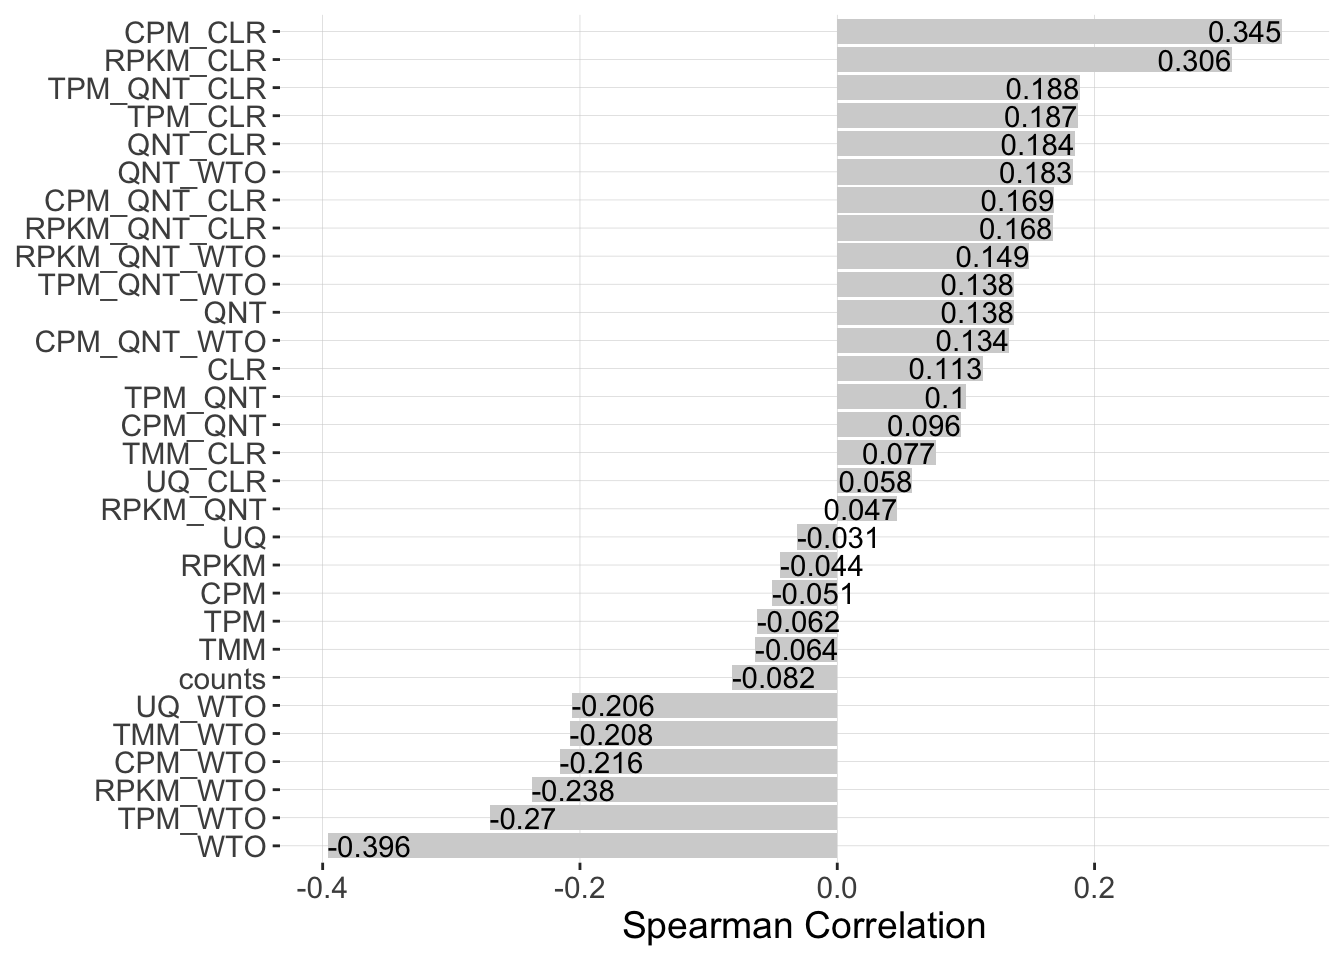 CPM_CLR 0.345
RPKM_CLR 0.306
TPM_QNT_CLR 0.188
TPM_CLR 0.187
QNT_CLR 0.184
QNT_WTO 0.183
CPM_QNT_CLR 0.169
RPKM_QNT_CLR 0.168
RPKM_QNT_WTO 0.149
TPM_QNT_WTO 0.138
QNT 0.138
CPM_QNT_WTO 0.134
CLR 0.113
TPM_QNT 0.1
CPM_QNT 0.096
TMM_CLR 0.077
UQ_CLR 0.058
RPKM_QNT 0.047
UQ -0.031
RPKM -0.044
CPM -0.051
TPM -0.062
TMM -0.064
counts -0.082
UQ_WTO -0.206
TMM_WTO -0.208
CPM_WTO -0.216
RPKM_WTO -0.238
TPM_WTO -0.27
WTO -0.396
-0.4 -0.2 0.0 0.2
Spearman Correlation